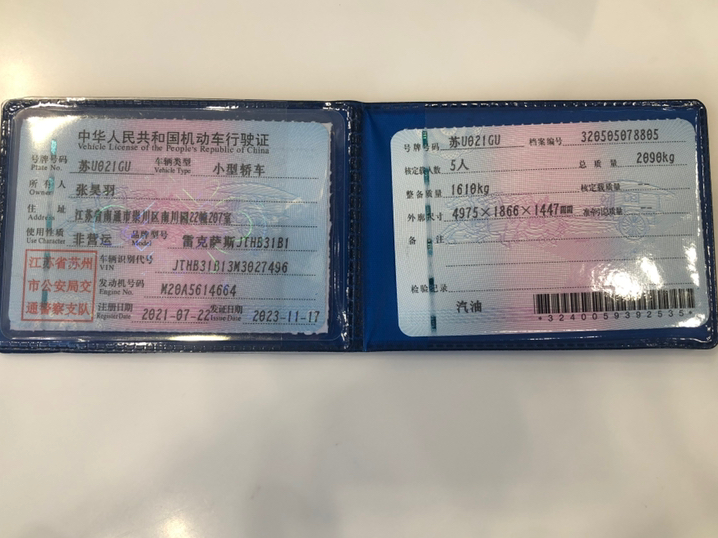 中华人民共和国机动车行驶证
Vehicle License of the People's Republic of China
号牌号码 Plate No. 苏U021GU 车辆类型 Vehicle Type 小型轿车
所有人 Owner 张昊羽
住址 Address 江苏省南通市崇川区南川园22幢207室
使用性质 Use Character 非营运 品牌型号 Model 雷克萨斯JTHB31B1
江苏省苏州市公安局交通警察支队
车辆识别代号 VIN JTHB31B13M3027496
发动机号码 Engine No. M20A5614664
注册日期 Register Date 2021-07-22 发证日期 Issue Date 2023-11-17
号牌号码 苏U021GU 档案编号 320505078805
核定载人数 5人 总质量 2090kg
整备质量 1610kg 核定载质量
外廓尺寸 4975×1866×1447mm 准牵引总质量
备注
检验记录
汽油
*3240059392535*